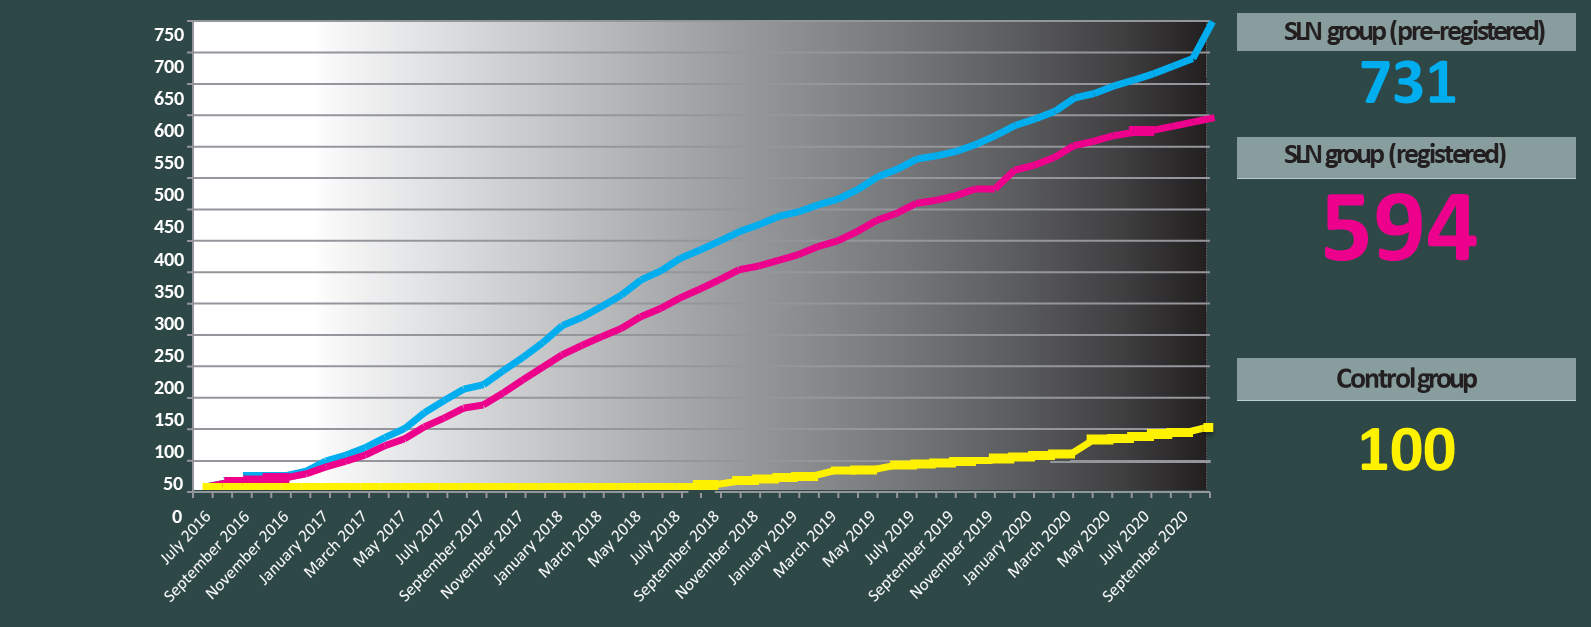 750
700
650
600
550
500
450
400
350
300
250
200
150
100
50
0
July 2016
September 2016
November 2016
January 2017
March 2017
May 2017
July 2017
September 2017
November 2017
January 2018
March 2018
May 2018
July 2018
September 2018
November 2018
January 2019
March 2019
May 2019
July 2019
September 2019
November 2019
January 2020
March 2020
May 2020
July 2020
September 2020
SLN group (pre-registered)
731
SLN group (registered)
594
Control group
100